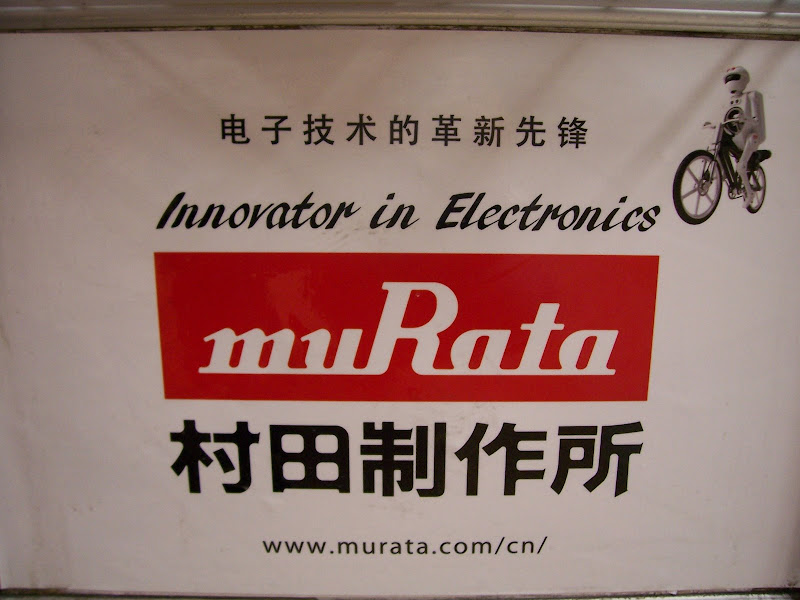 电子技术的革新先锋
Innovator in Electronics
muRata
村田制作所
www.murata.com/cn/